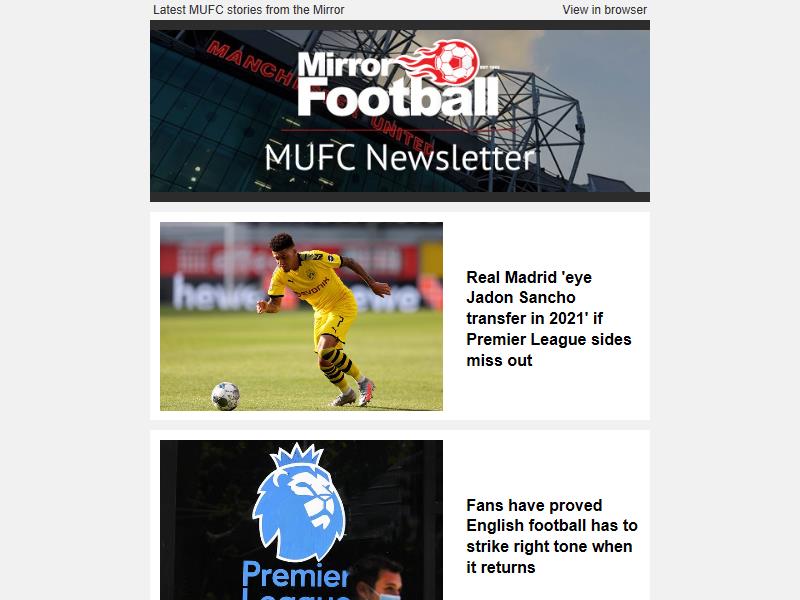 Latest MUFC stories from the Mirror
View in browser
MANCH
UNITED
Mirror
Football
MUFC Newsletter
Real Madrid 'eye
Jadon Sancho
transfer in 2021' if
Premier League sides
miss out
EVONIK
7
Fans have proved
English football has to
strike right tone when
it returns
Premier
League